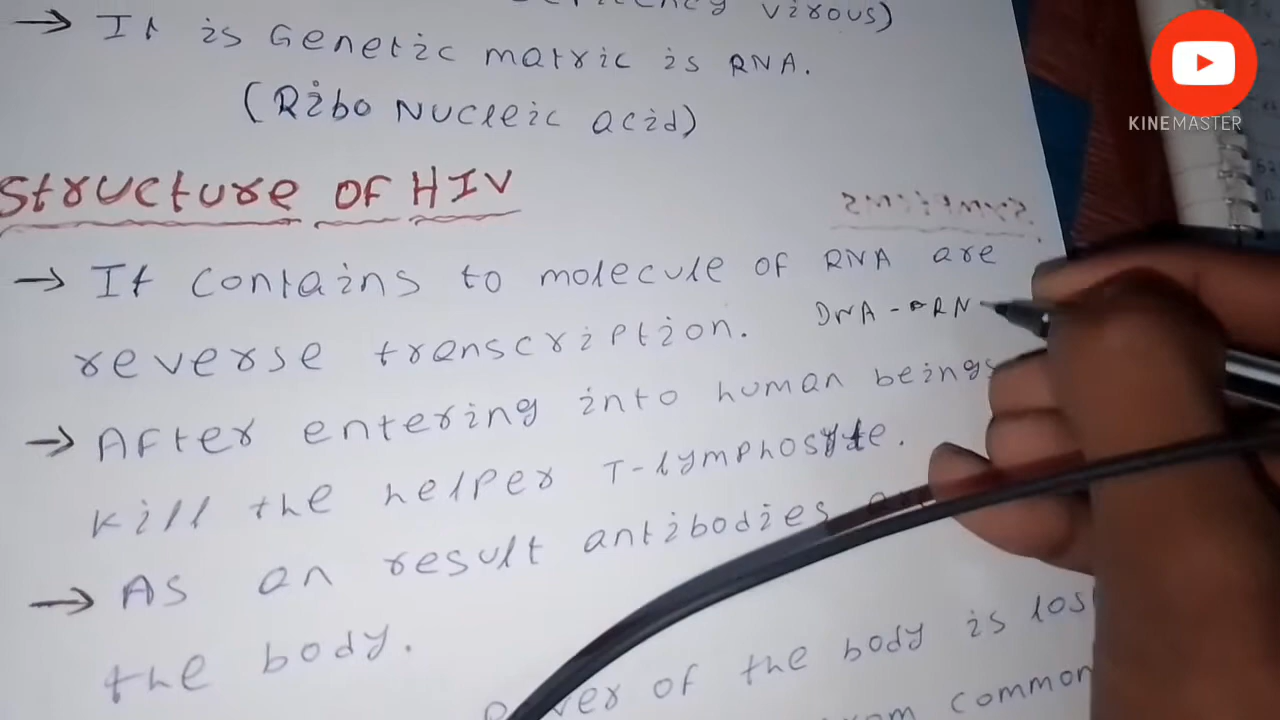 virous)
→ It is Genetic matric is RNA.
(Ribo Nucleic acid)
Structure OF HIV
→ It contains to molecule of RNA are
reverse transcription. DNA - RN
→ After entering into human beings
kill the helper T-lymphosyte.
→ As an result antibodies
the body.
of the body is los
common
KINEMASTER